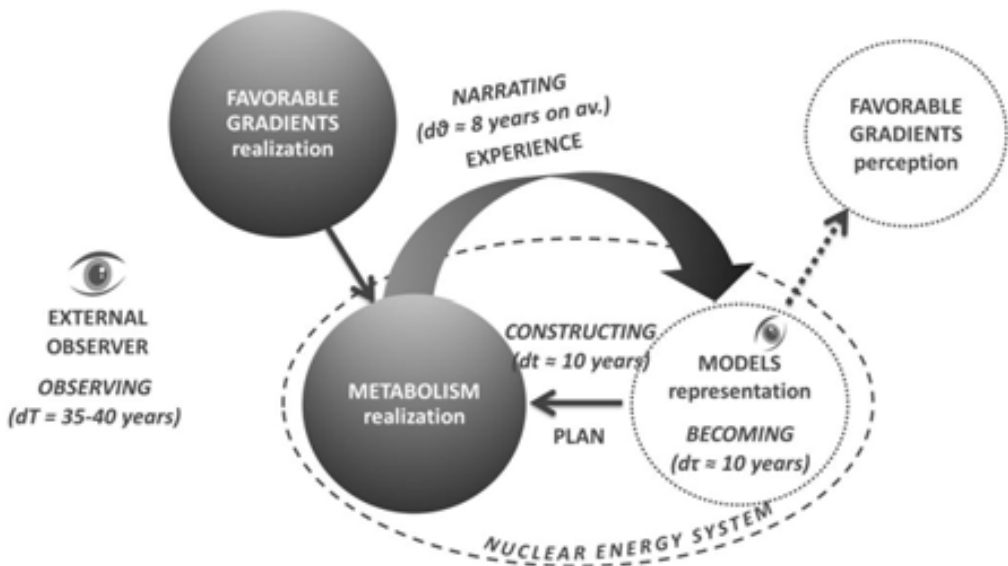 FAVORABLE
GRADIENTS
realization
NARRATING
(dϑ ≈ 8 years on av.)
EXPERIENCE
FAVORABLE
GRADIENTS
perception
EXTERNAL
OBSERVER
OBSERVING
(dT = 35-40 years)
METABOLISM
realization
CONSTRUCTING
(dt ≈ 10 years)
PLAN
MODELS
representation
BECOMING
(dτ ≈ 10 years)
NUCLEAR ENERGY SYSTEM